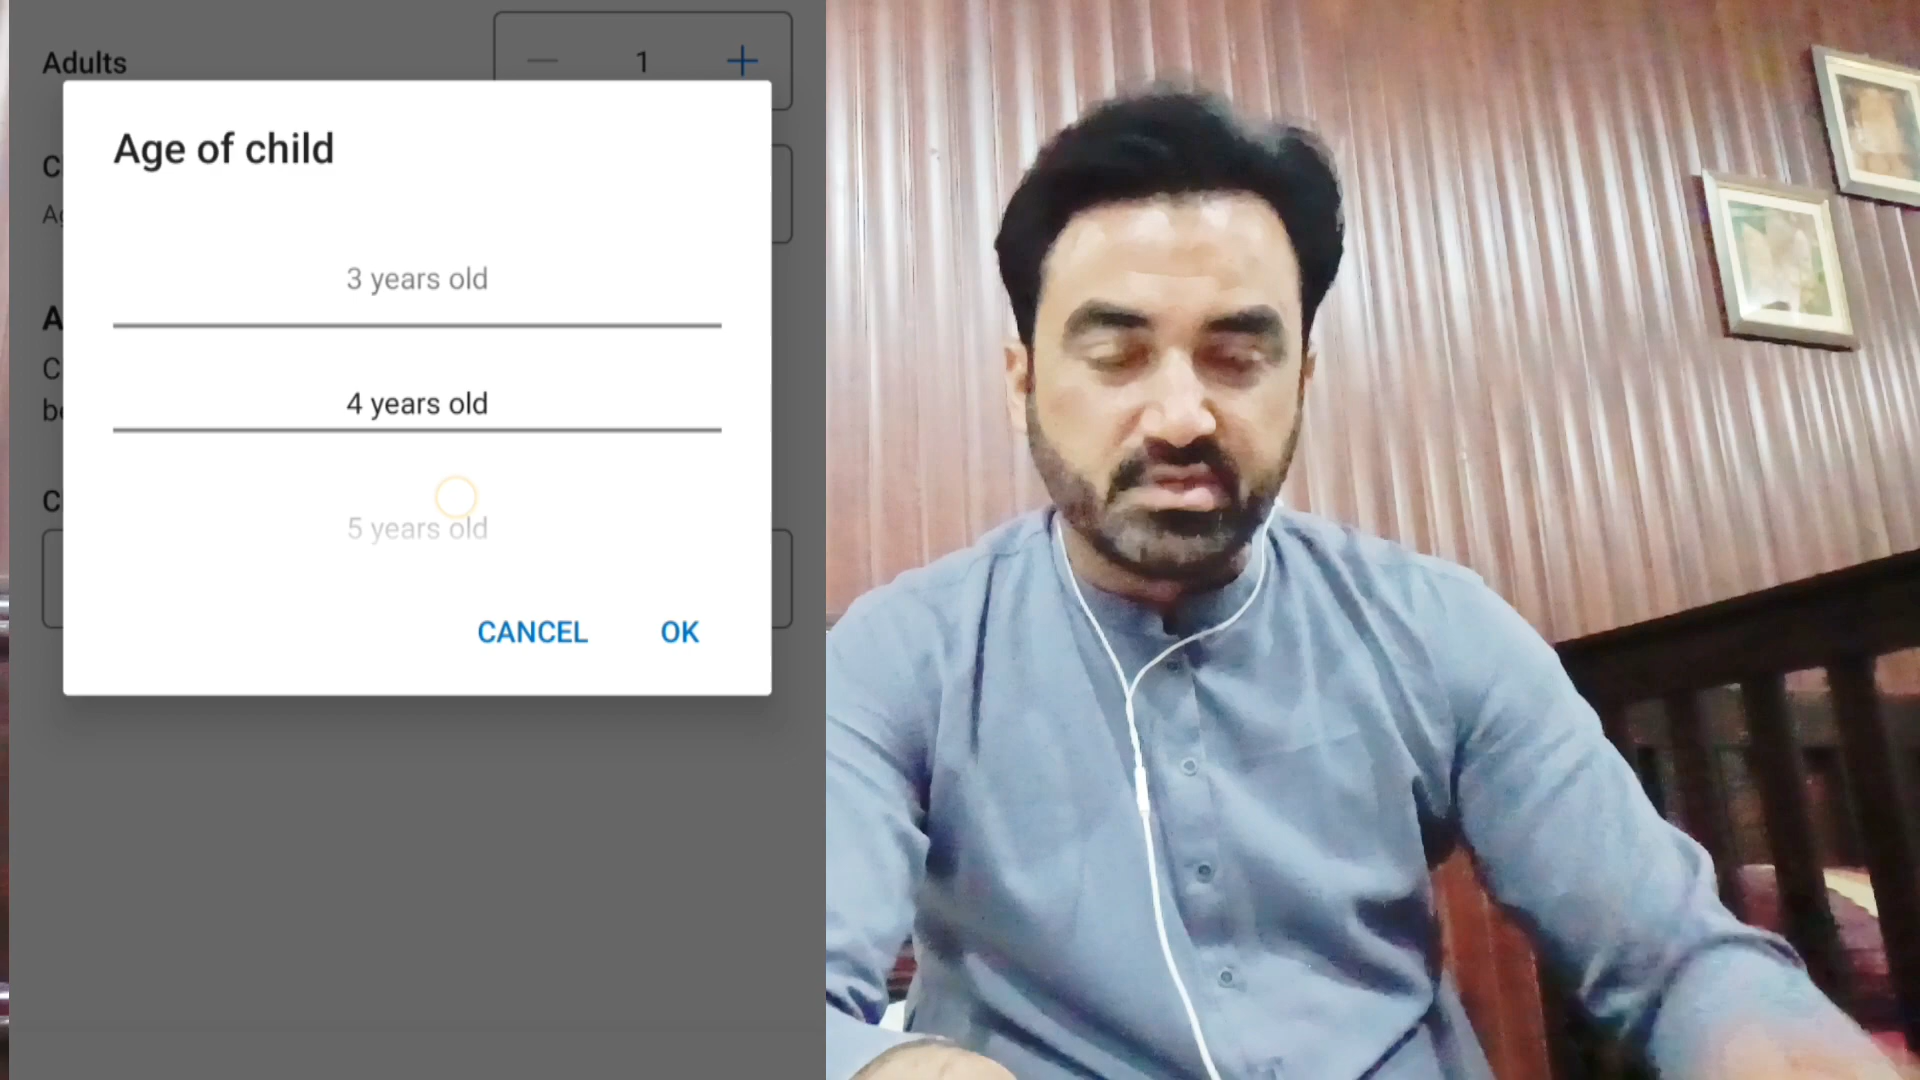 Adults
1
Age of child
3 years old
4 years old
5 years old
CANCEL
OK